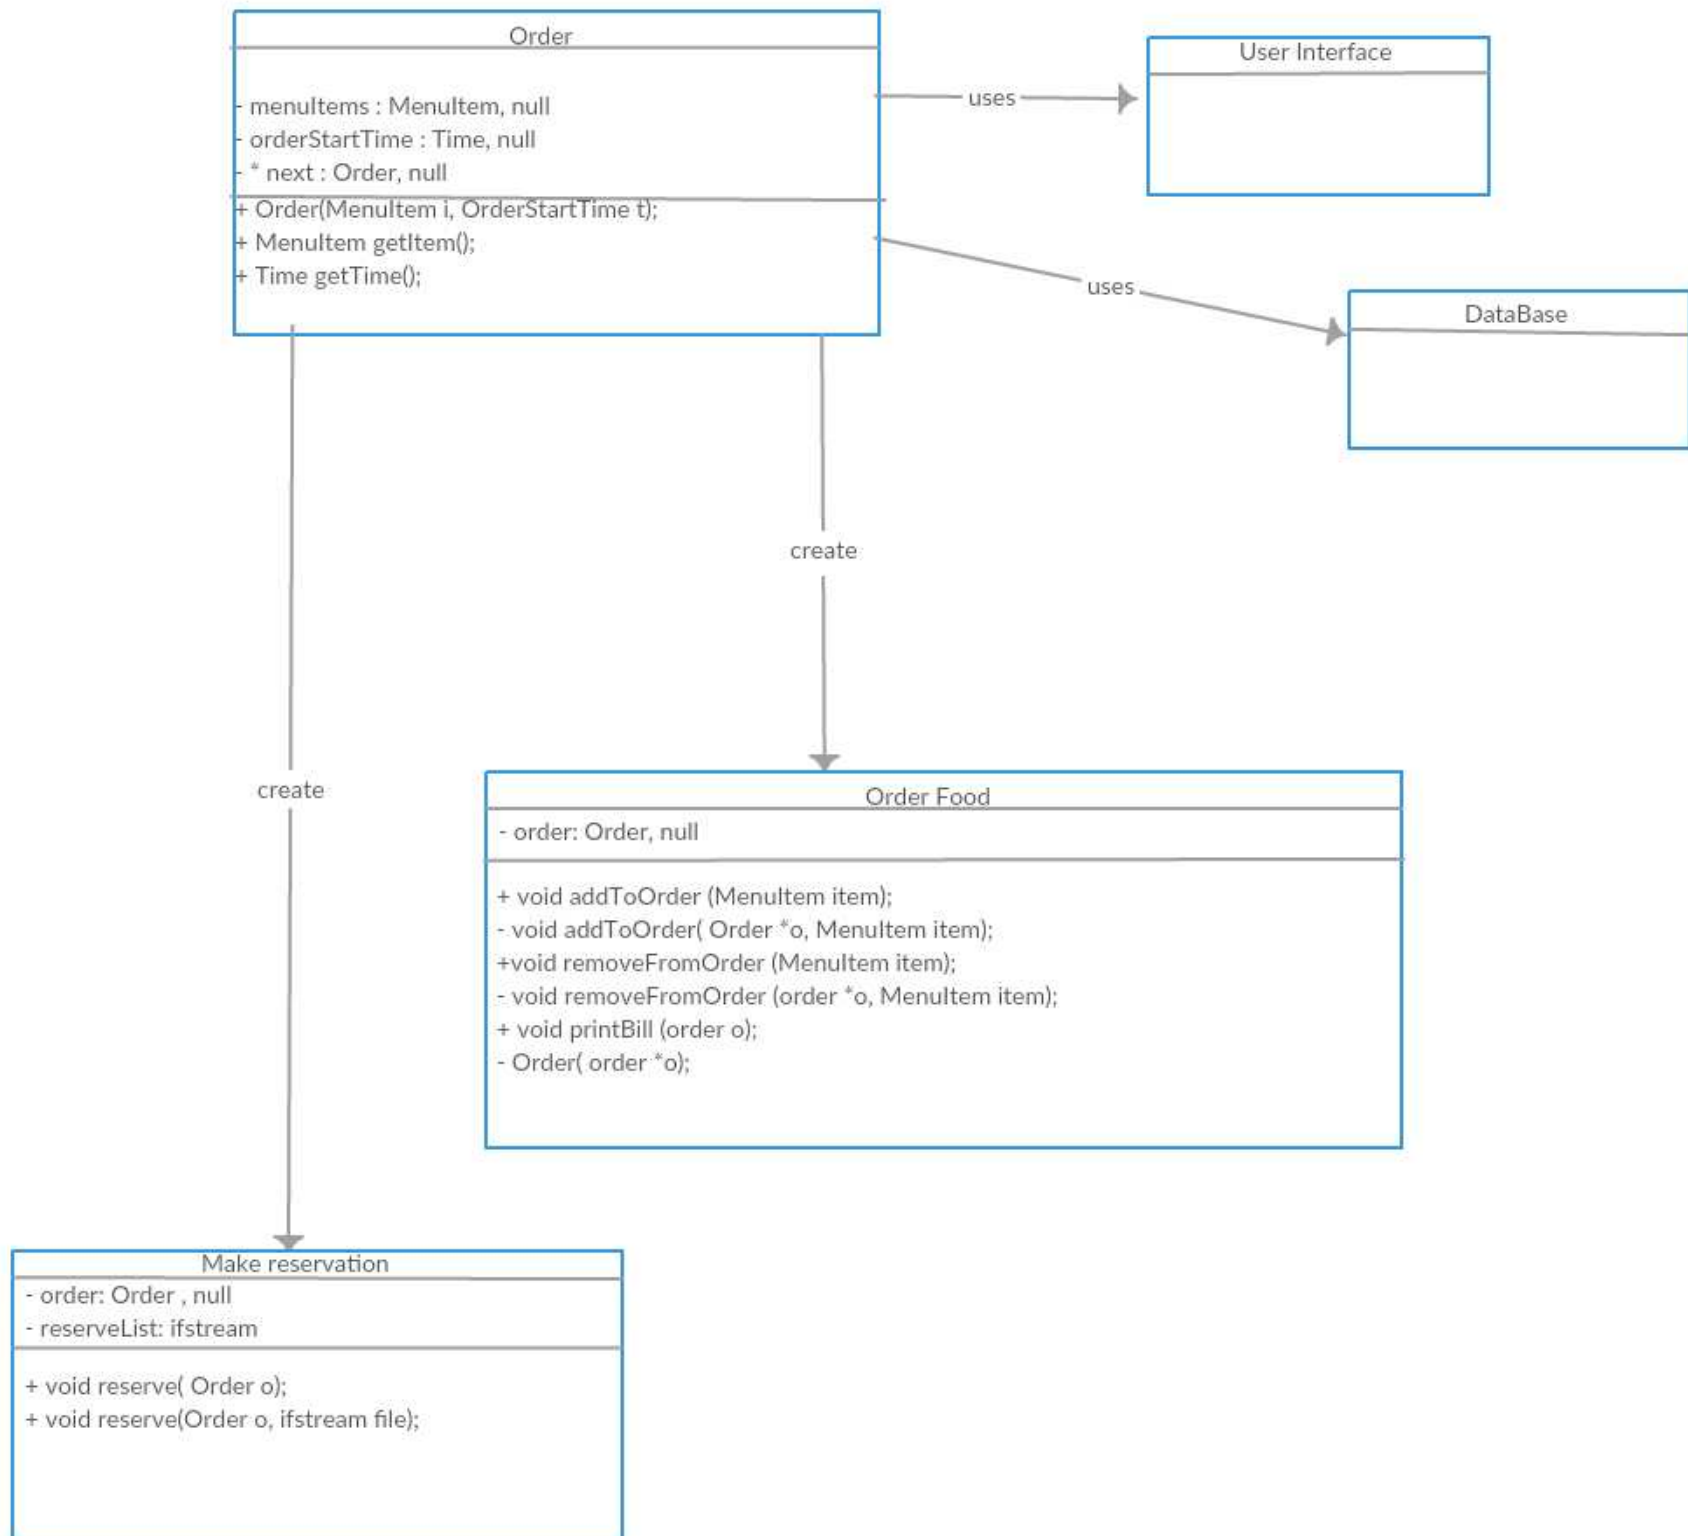 Order
- menuItems : MenuItem, null
- orderStartTime : Time, null
- * next : Order, null
+ Order(MenuItem i, OrderStartTime t);
+ MenuItem getItem();
+ Time getTime();
uses
User Interface
uses
DataBase
create
create
Order Food
- order: Order, null
+ void addToOrder (MenuItem item);
- void addToOrder( Order *o, MenuItem item);
+void removeFromOrder (MenuItem item);
- void removeFromOrder (order *o, MenuItem item);
+ void printBill (order o);
- Order( order *o);
Make reservation
- order: Order , null
- reserveList: ifstream
+ void reserve( Order o);
+ void reserve(Order o, ifstream file);